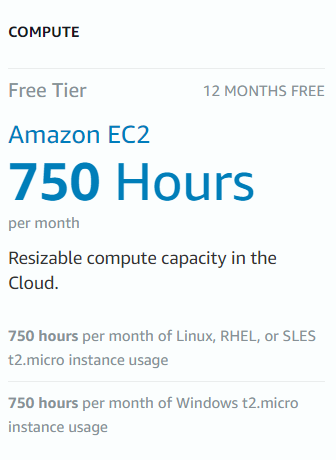 COMPUTE
Free Tier 12 MONTHS FREE
Amazon EC2
750 Hours
per month
Resizable compute capacity in the
Cloud.
750 hours per month of Linux, RHEL, or SLES
t2.micro instance usage
750 hours per month of Windows t2.micro
instance usage